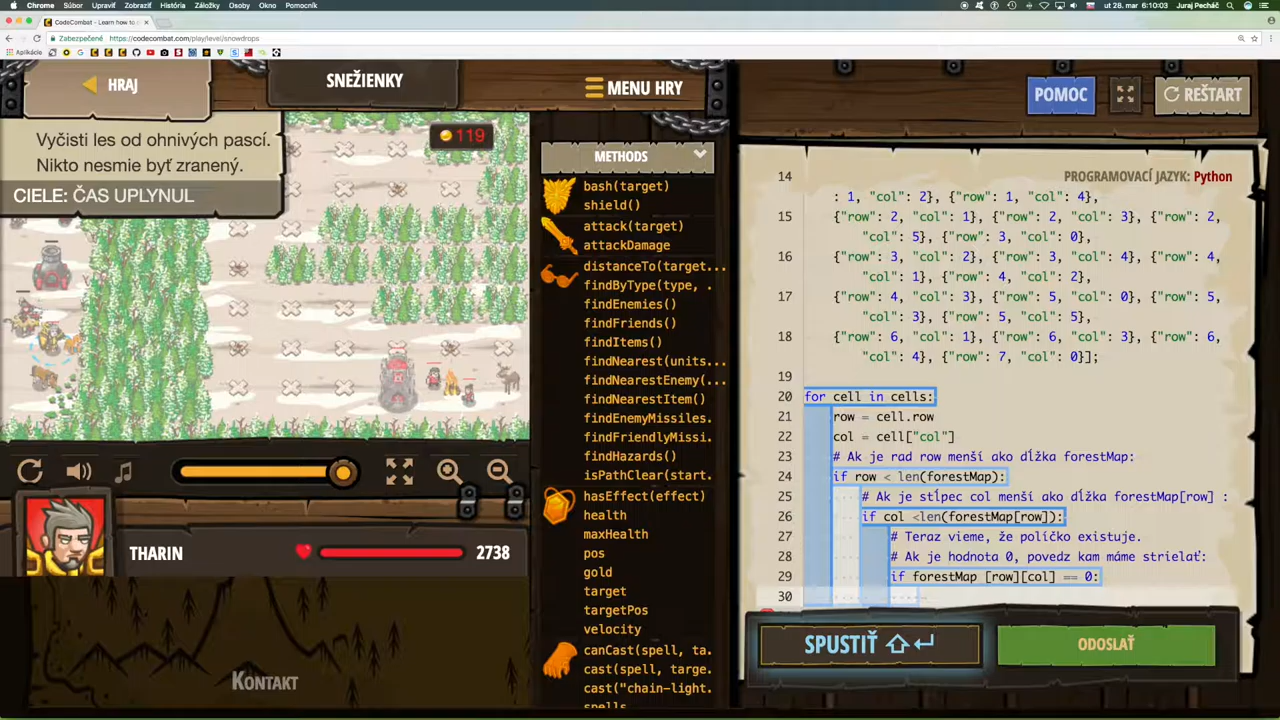 Chrome Súbor Upraviť Zobraziť História Záložky Osoby Okno Pomocník
ut 28. mar 6:10:03 Juraj Pecháč
CodeCombat - Learn how to c
Zabezpečené https://codecombat.com/play/level/snowdrops
Aplikácie
HRAJ
SNEŽIENKY
MENU HRY
POMOC
REŠTART
119
Vyčisti les od ohnivých pascí.
Nikto nesmie byť zranený.
CIELE: ČAS UPLYNUL
METHODS
bash(target)
shield()
attack(target)
attackDamage
distanceTo(target...
findByType(type, .
findEnemies()
findFriends()
findItems()
findNearest(units...
findNearestEnemy(...
findNearestItem()
findEnemyMissiles.
findFriendlyMissi.
findHazards()
isPathClear(start.
hasEffect(effect)
health
maxHealth
pos
gold
target
targetPos
velocity
canCast(spell, ta.
cast(spell, targe.
cast("chain-light.
spells
THARIN
2738
KONTAKT
PROGRAMOVACÍ JAZYK: Python
14
: 1, "col": 2}, {"row": 1, "col": 4},
15 {"row": 2, "col": 1}, {"row": 2, "col": 3}, {"row": 2,
"col": 5}, {"row": 3, "col": 0},
16 {"row": 3, "col": 2}, {"row": 3, "col": 4}, {"row": 4,
"col": 1}, {"row": 4, "col": 2},
17 {"row": 4, "col": 3}, {"row": 5, "col": 0}, {"row": 5,
"col": 3}, {"row": 5, "col": 5},
18 {"row": 6, "col": 1}, {"row": 6, "col": 3}, {"row": 6,
"col": 4}, {"row": 7, "col": 0}];
19
20 for cell in cells:
21 row = cell.row
22 col = cell["col"]
23 # Ak je rad row menší ako dĺžka forestMap:
24 if row < len(forestMap):
25 # Ak je stĺpec col menší ako dĺžka forestMap[row] :
26 if col <len(forestMap[row]):
27 # Teraz vieme, že políčko existuje.
28 # Ak je hodnota 0, povedz kam máme strielať:
29 if forestMap [row][col] == 0:
30
SPUSTIŤ
ODOSLAŤ